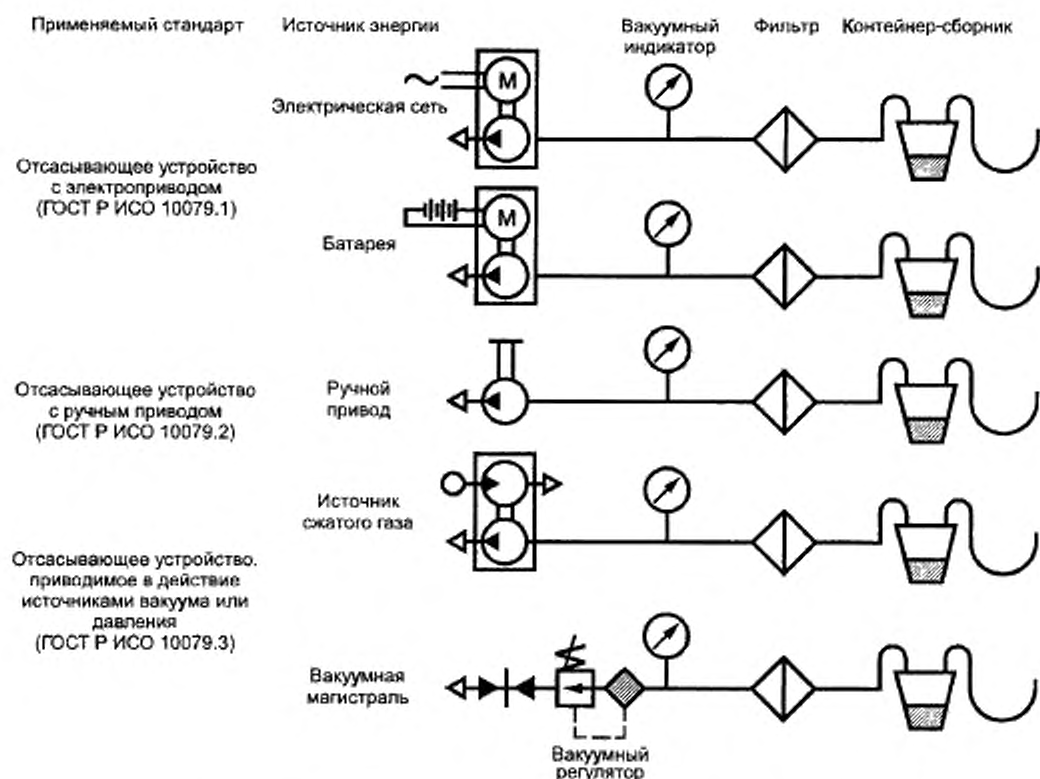 Применяемый стандарт
Источник энергии
Вакуумный
индикатор
Фильтр
Контейнер-сборник
М
Электрическая сеть
Отсасывающее устройство
с электроприводом
(ГОСТ Р ИСО 10079.1)
М
Батарея
Отсасывающее устройство
с ручным приводом
(ГОСТ Р ИСО 10079.2)
Ручной
привод
Источник
сжатого газа
Отсасывающее устройство.
приводимое в действие
источниками вакуума или
давления
(ГОСТ Р ИСО 10079.3)
Вакуумная
магистраль
Вакуумный
регулятор